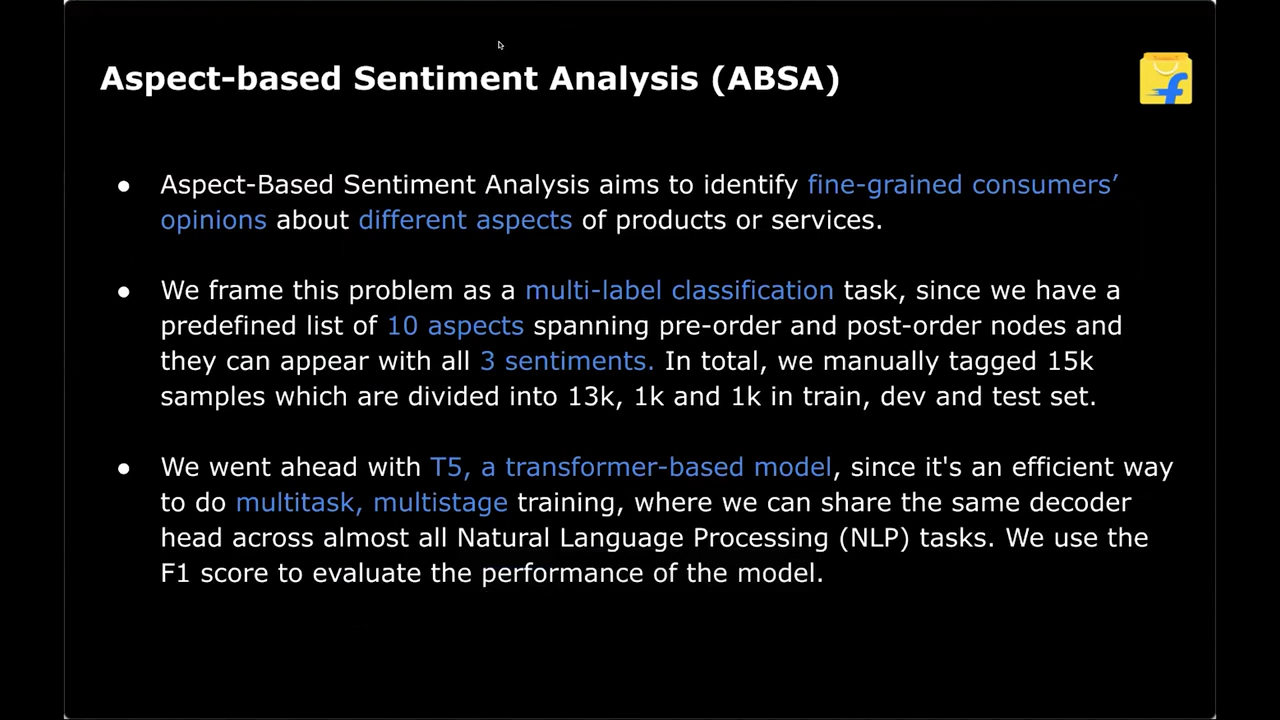 Aspect-based Sentiment Analysis (ABSA)
● Aspect-Based Sentiment Analysis aims to identify fine-grained consumers’
opinions about different aspects of products or services.
● We frame this problem as a multi-label classification task, since we have a
predefined list of 10 aspects spanning pre-order and post-order nodes and
they can appear with all 3 sentiments. In total, we manually tagged 15k
samples which are divided into 13k, 1k and 1k in train, dev and test set.
● We went ahead with T5, a transformer-based model, since it's an efficient way
to do multitask, multistage training, where we can share the same decoder
head across almost all Natural Language Processing (NLP) tasks. We use the
F1 score to evaluate the performance of the model.